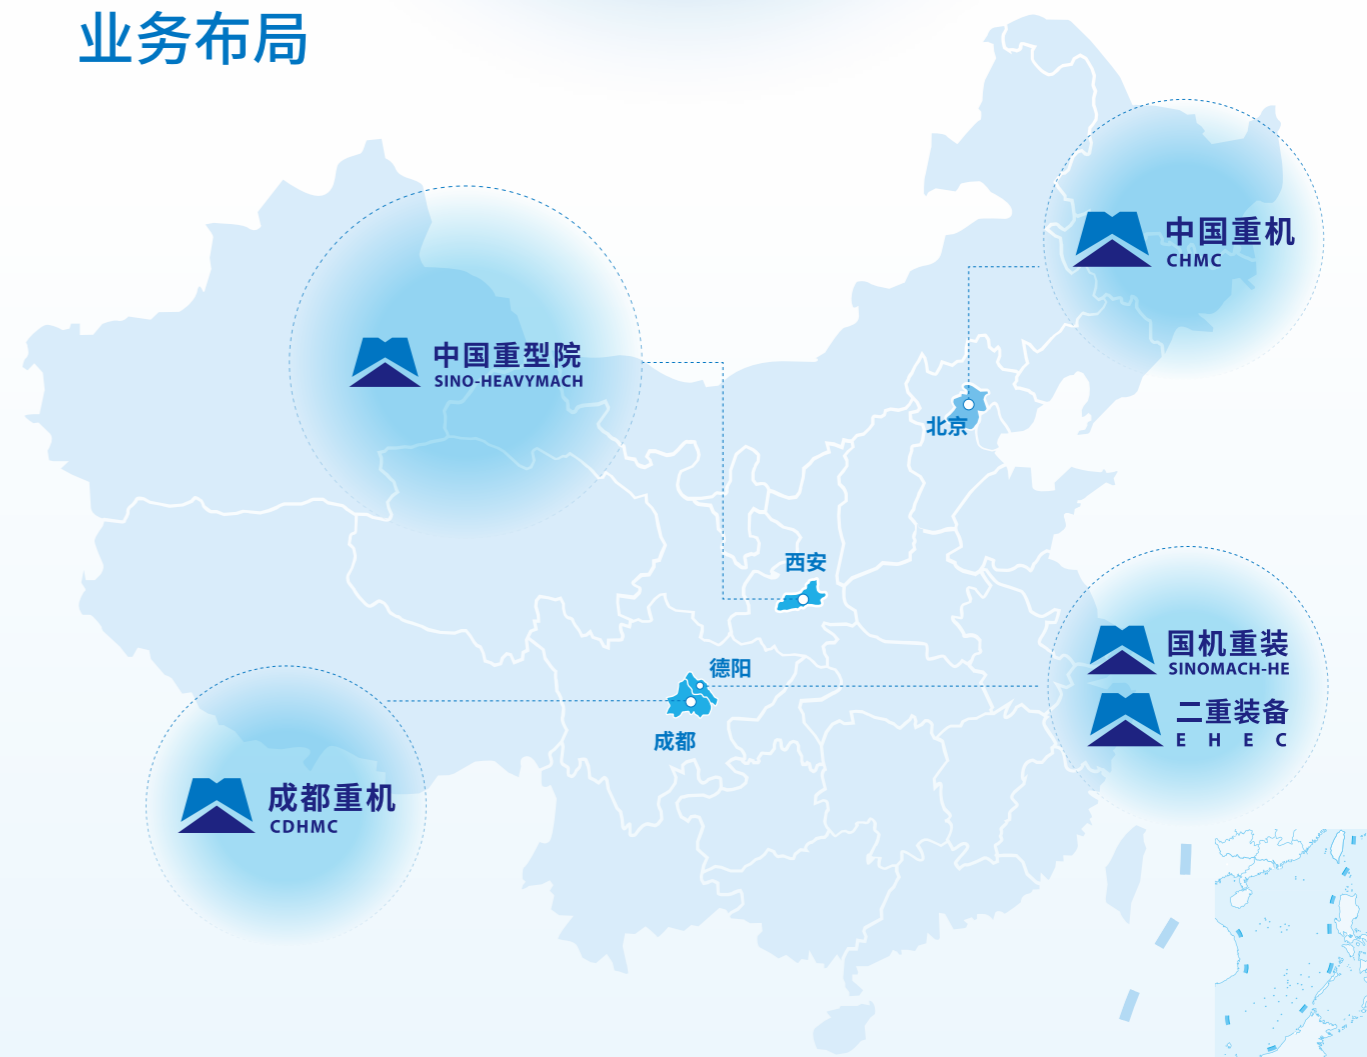 业务布局
中国重机
CHMC
中国重型院
SINO-HEAVYMACH
北京
西安
德阳
国机重装
SINOMACH-HE
二重装备
EHEC
成都
成都重机
CDHMC